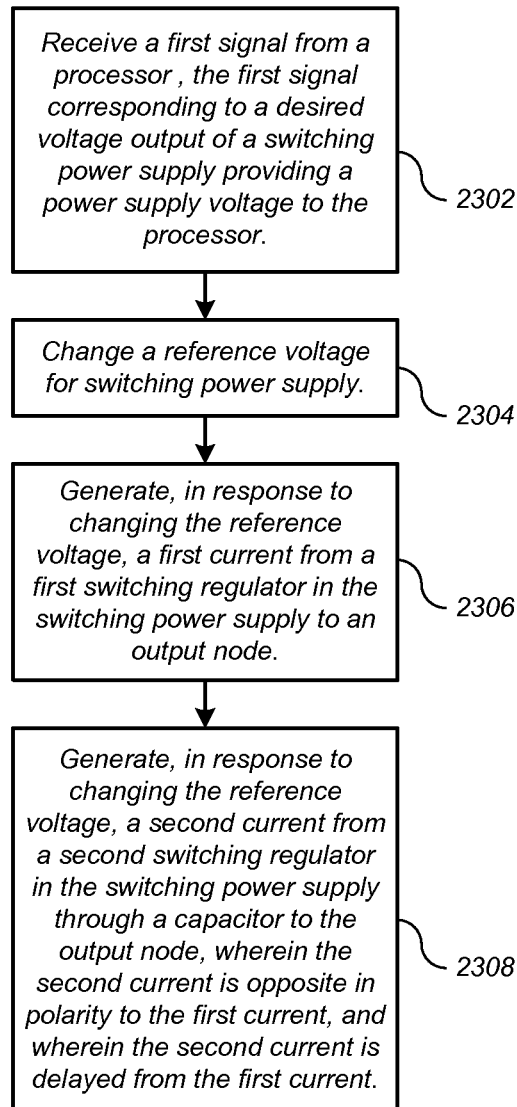 Receive a first signal from a
processor , the first signal
corresponding to a desired
voltage output of a switching
power supply providing a
power supply voltage to the
processor.
2302
Change a reference voltage
for switching power supply.
2304
Generate, in response to
changing the reference
voltage, a first current from a
first switching regulator in the
switching power supply to an
output node.
2306
Generate, in response to
changing the reference
voltage, a second current from
a second switching regulator
in the switching power supply
through a capacitor to the
output node, wherein the
second current is opposite in
polarity to the first current, and
wherein the second current is
delayed from the first current.
2308